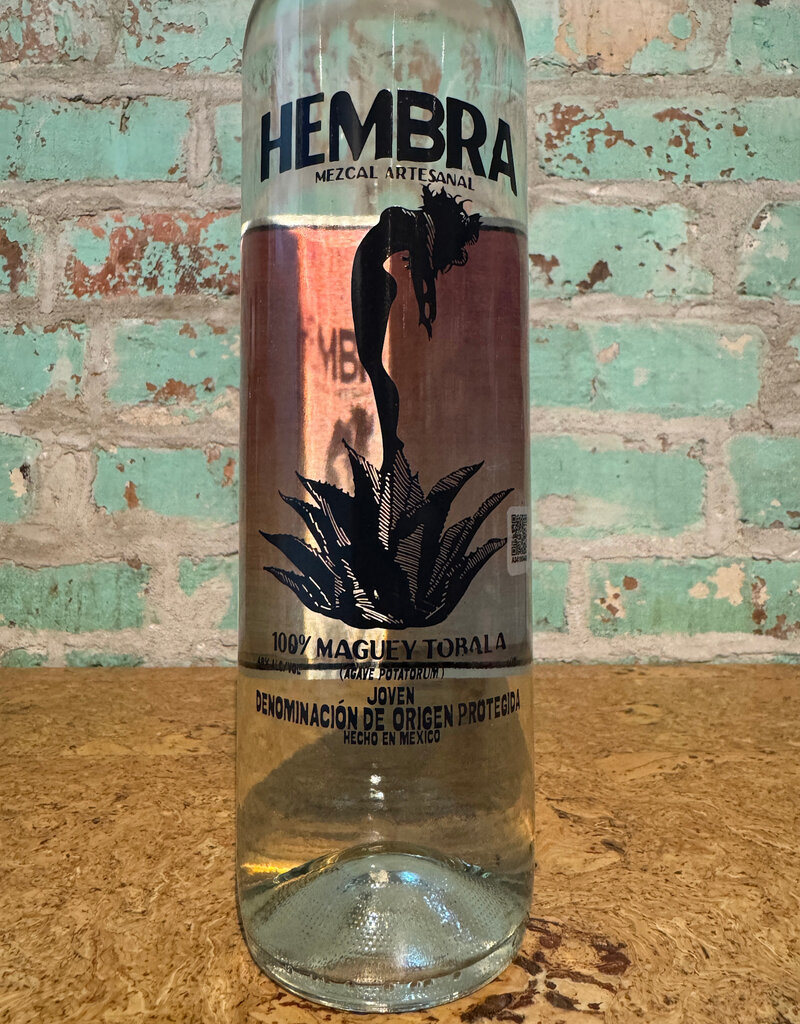 HEMBRA
MEZCAL ARTESANAL
100% MAGUEY TOBALA
(AGAVE POTATORUM)
JOVEN
DENOMINACIÓN DE ORIGEN PROTEGIDA
HECHO EN MEXICO